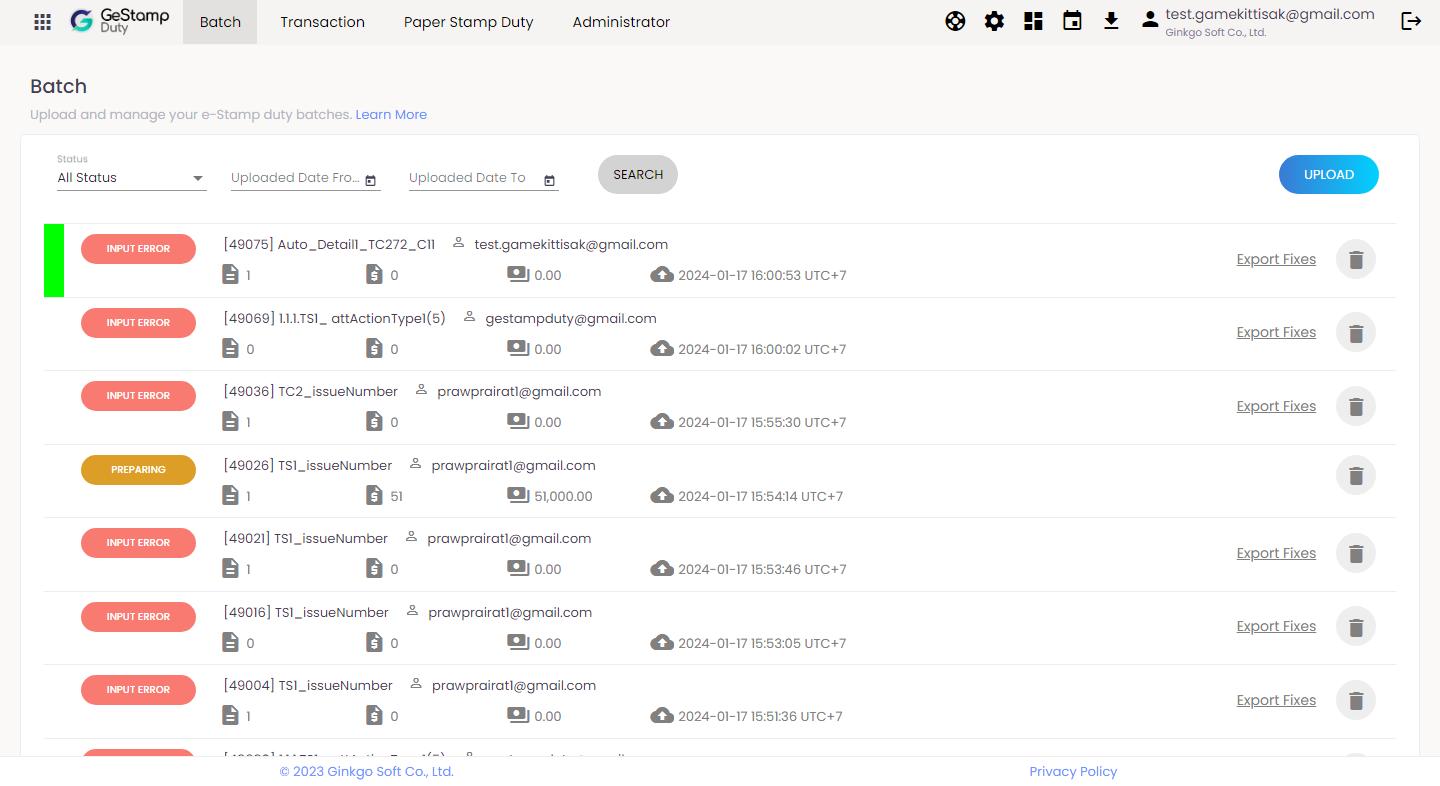 GeStamp
Duty
Batch
Transaction
Paper Stamp Duty
Administrator
test.gamekittisak@gmail.com
Ginkgo Soft Co., Ltd.
Batch
Upload and manage your e-Stamp duty batches. Learn More
Status
All Status
Uploaded Date Fro...
Uploaded Date To
SEARCH
UPLOAD
INPUT ERROR
[49075] Auto_Detail1_TC272_C11 test.gamekittisak@gmail.com
1 0 0.00 2024-01-17 16:00:53 UTC+7
Export Fixes
INPUT ERROR
[49069] 1.1.1.TS1_ attActionType1(5) gestampduty@gmail.com
0 0 0.00 2024-01-17 16:00:02 UTC+7
Export Fixes
INPUT ERROR
[49036] TC2_issueNumber prawprairat1@gmail.com
1 0 0.00 2024-01-17 15:55:30 UTC+7
Export Fixes
PREPARING
[49026] TS1_issueNumber prawprairat1@gmail.com
1 51 51,000.00 2024-01-17 15:54:14 UTC+7
INPUT ERROR
[49021] TS1_issueNumber prawprairat1@gmail.com
1 0 0.00 2024-01-17 15:53:46 UTC+7
Export Fixes
INPUT ERROR
[49016] TS1_issueNumber prawprairat1@gmail.com
0 0 0.00 2024-01-17 15:53:05 UTC+7
Export Fixes
INPUT ERROR
[49004] TS1_issueNumber prawprairat1@gmail.com
1 0 0.00 2024-01-17 15:51:36 UTC+7
Export Fixes
© 2023 Ginkgo Soft Co., Ltd.
Privacy Policy